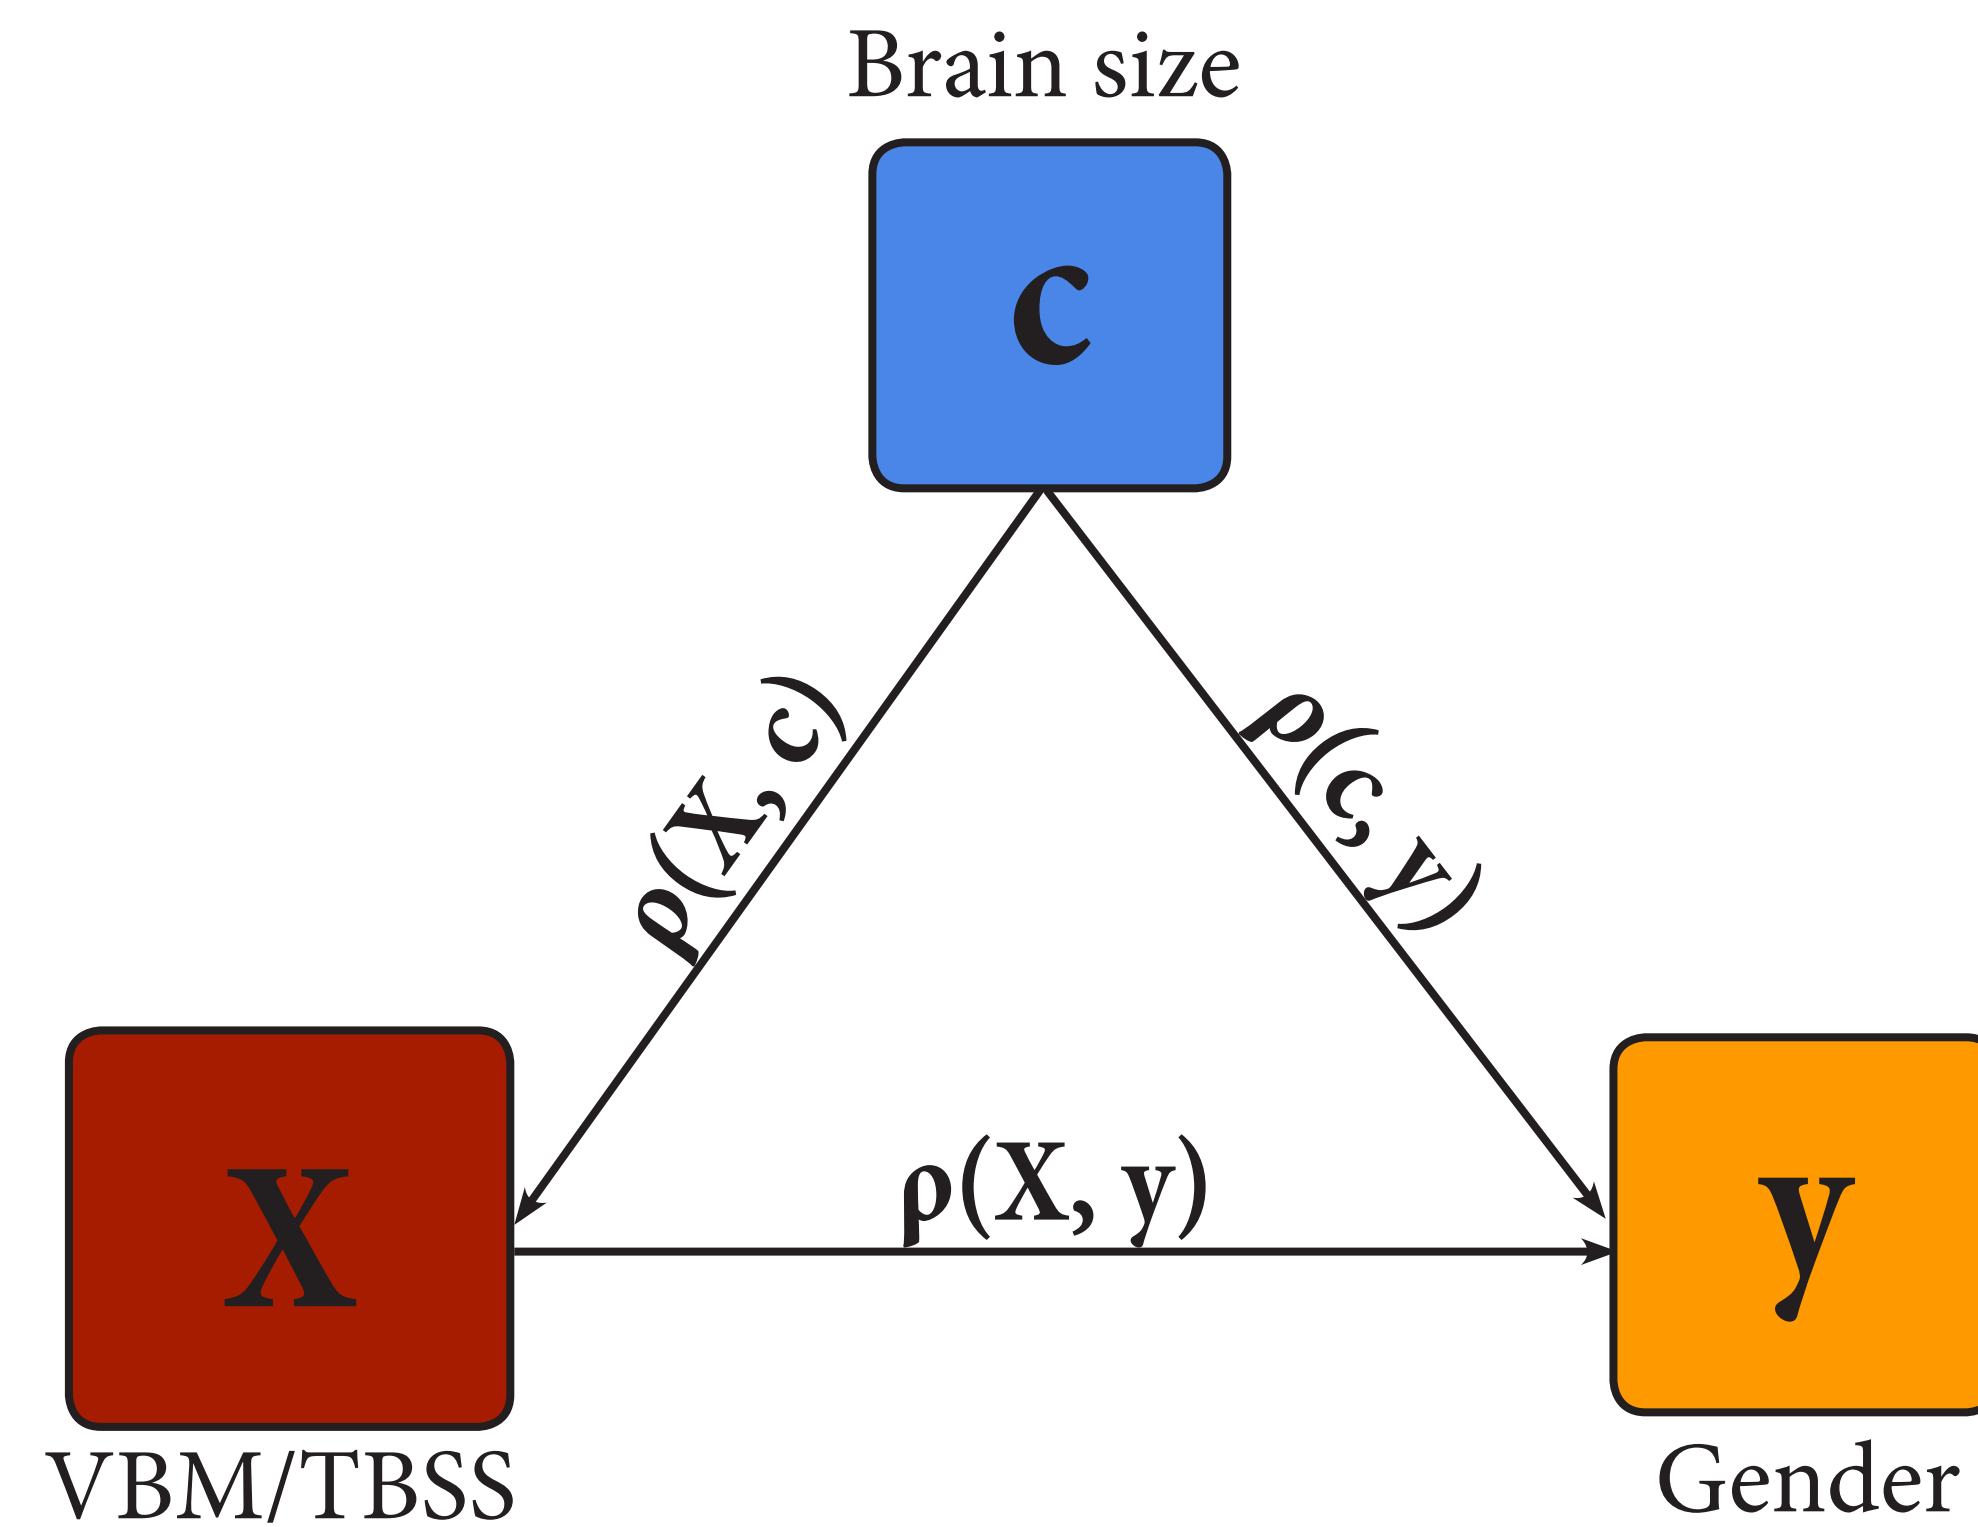 Brain size
c
ρ(X, c)
ρ(c, y)
ρ(X, y)
X
y
VBM/TBSS
Gender